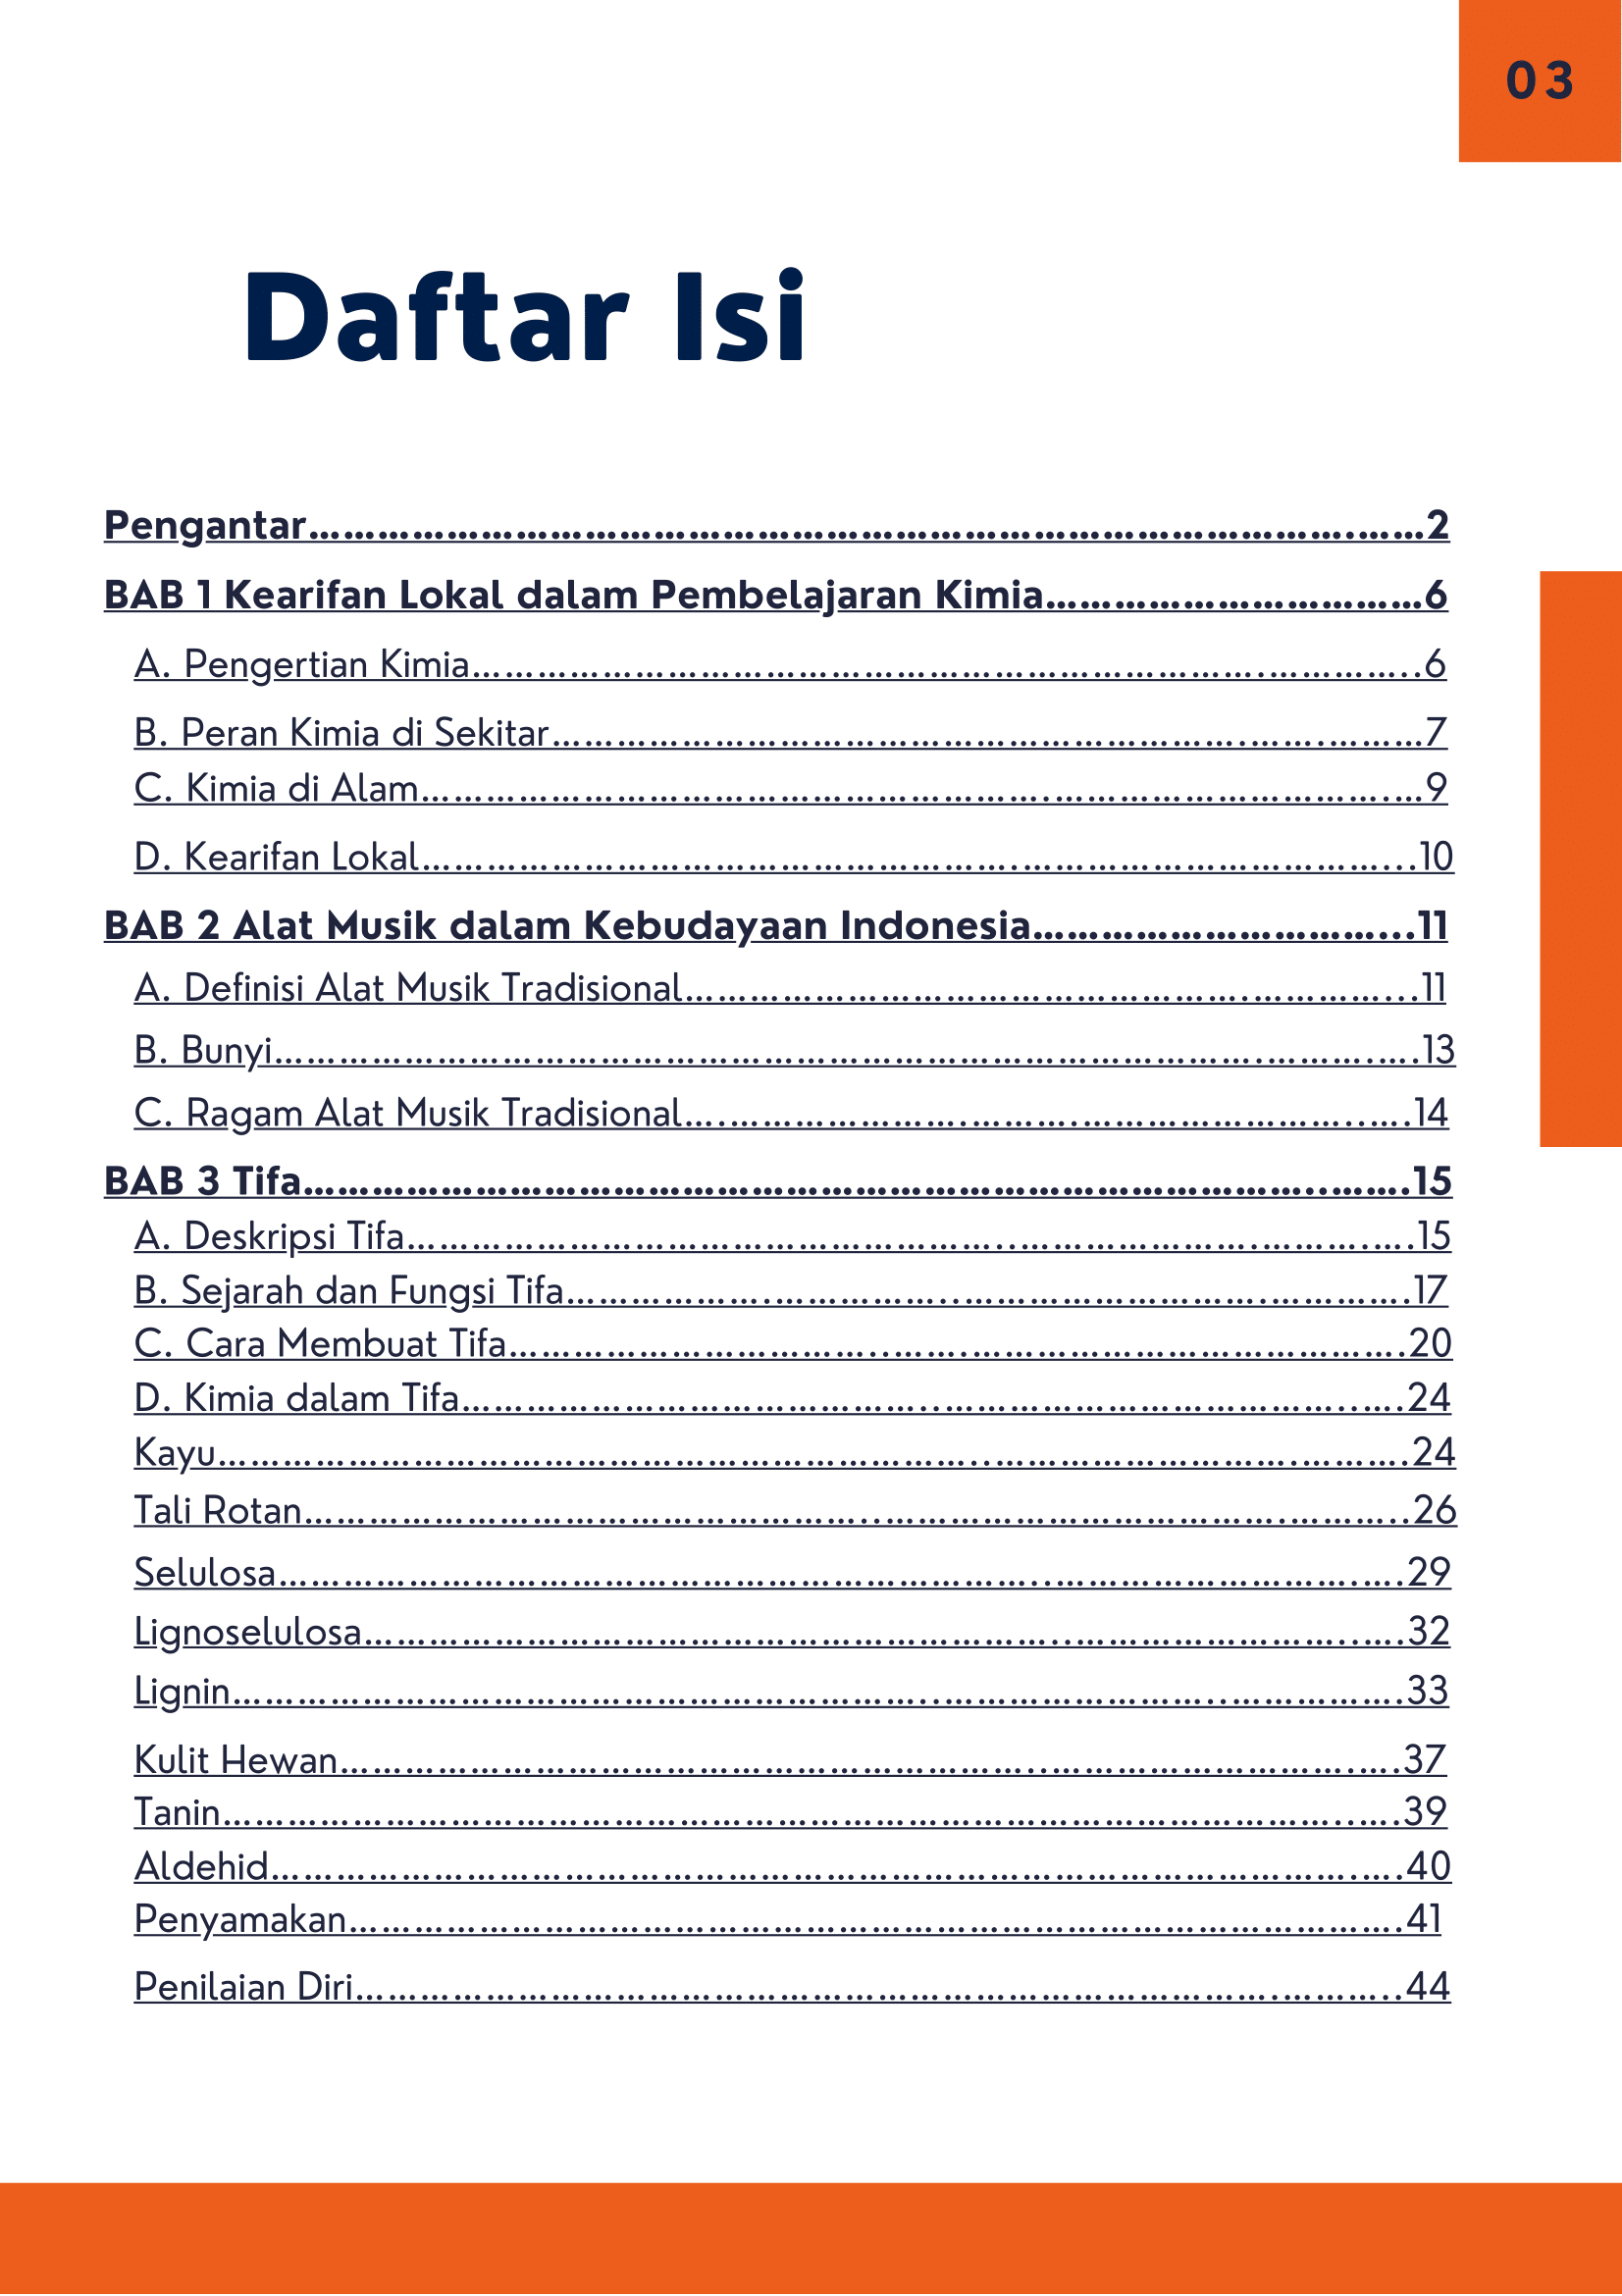 03
Daftar Isi
Pengantar……………………………………………………………………………………….……2
BAB 1 Kearifan Lokal dalam Pembelajaran Kimia……………………………6
A. Pengertian Kimia……………………………………………………………….…………..6
B. Peran Kimia di Sekitar……………………………………………………….….………7
C. Kimia di Alam………………………………………………….…………………………….…9
D. Kearifan Lokal……………………………………………….……………………………...10
BAB 2 Alat Musik dalam Kebudayaan Indonesia…………………………...11
A. Definisi Alat Musik Tradisional…………………………………………….…………...11
B. Bunyi……………………………………………………………………………….……….….13
C. Ragam Alat Musik Tradisional….………………….……….……………………..….14
BAB 3 Tifa……………………………………………………………………………..…….15
A. Deskripsi Tifa……………………………………………..………………….……….….15
B. Sejarah dan Fungsi Tifa……………….……………..……………………….………….17
C. Cara Membuat Tifa…………………………..…….………………………………….20
D. Kimia dalam Tifa……………………………………..………………………………..….24
Kayu……………………………………………………………..……………………….……….24
Tali Rotan……………………………………………..……………………………….………..26
Selulosa……………………………………………………………..……………………….….29
Lignoselulosa………………………………………………………..……………………..….32
Lignin………………………………………………………..……………………..………….….33
Kulit Hewan………………………………………………………..……………………….….37
Tanin…………………………………………………………………………………………..….39
Aldehid……………………………………………………………………………………….….40
Penyamakan……………………………………………………………………………….….41
Penilaian Diri……………………………………………………………………….………..44